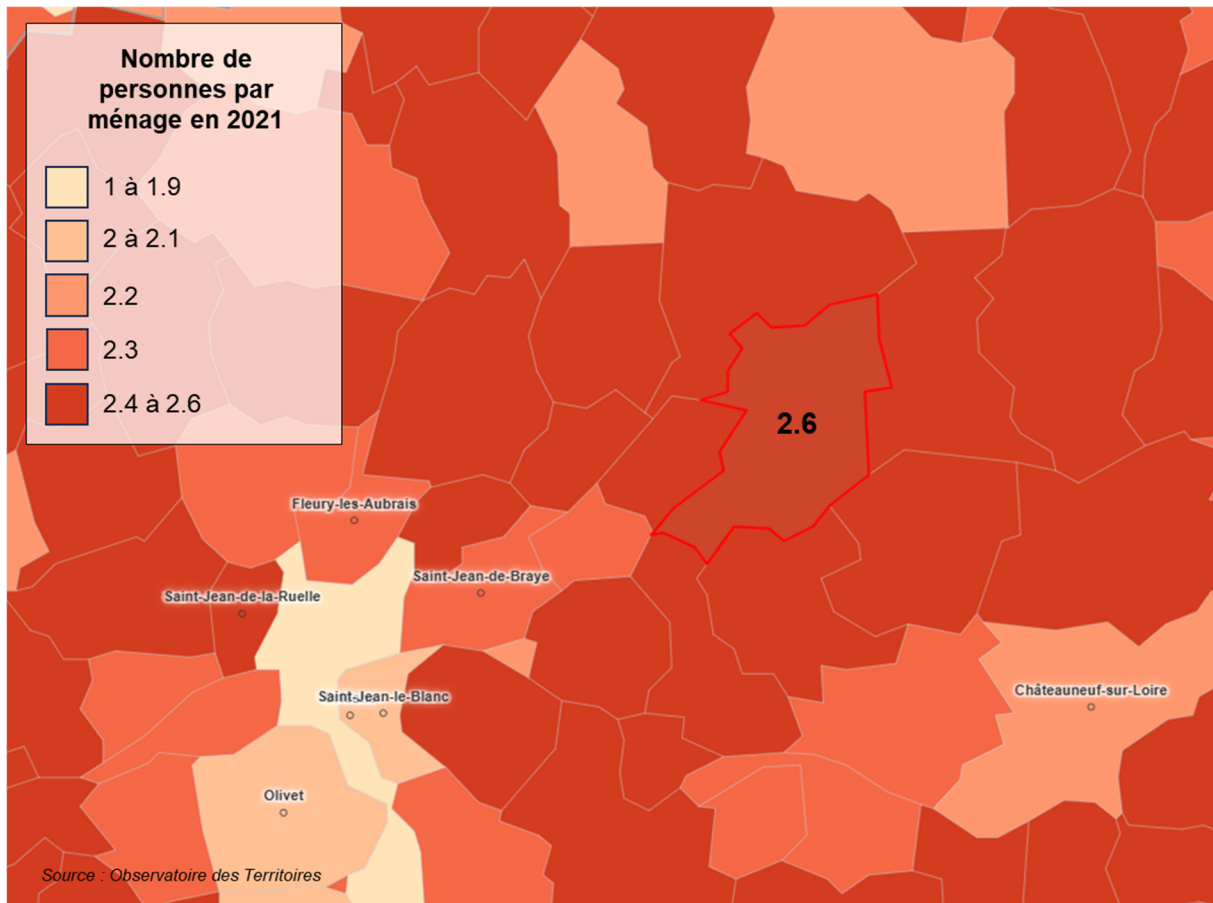 Nombre de
personnes par
ménage en 2021
1 à 1.9
2 à 2.1
2.2
2.3
2.4 à 2.6
2.6
Fleury-les-Aubrais
Saint-Jean-de-Braye
Saint-Jean-de-la-Ruelle
Saint-Jean-le-Blanc
Châteauneuf-sur-Loire
Olivet
Source : Observatoire des Territoires